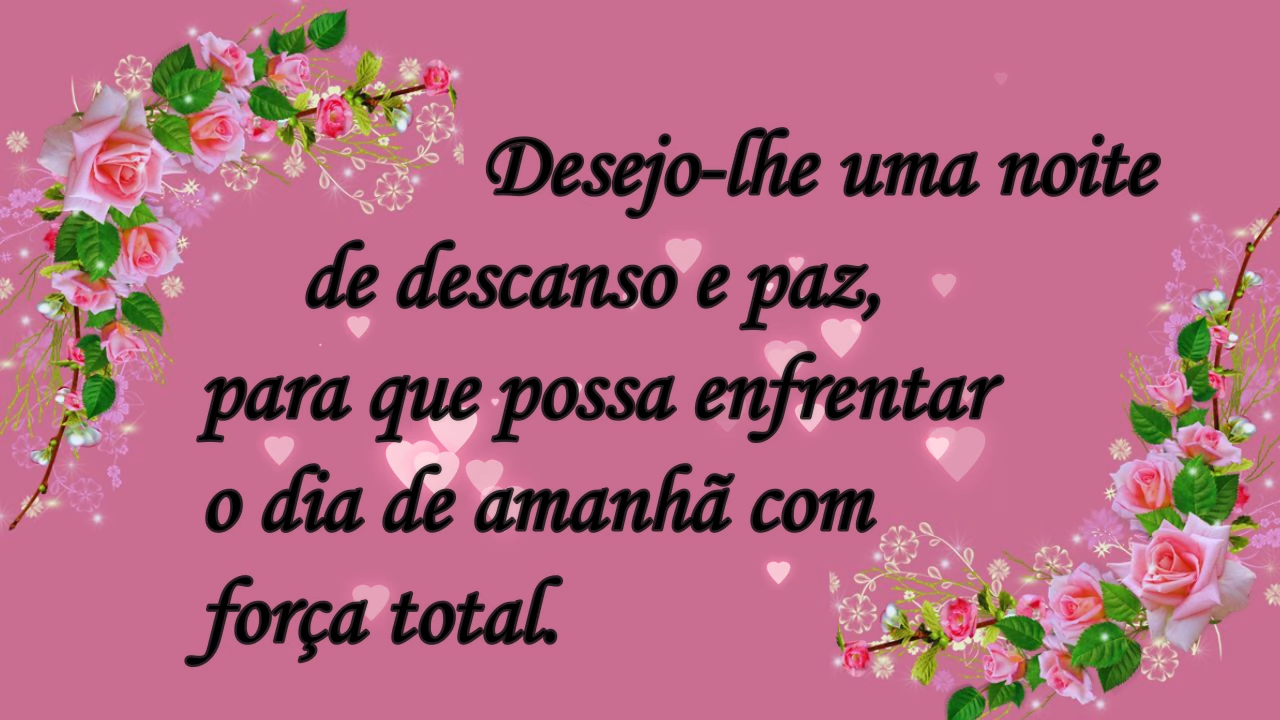 Desejo-lhe uma noite
de descanso e paz,
para que possa enfrentar
o dia de amanhã com
força total.